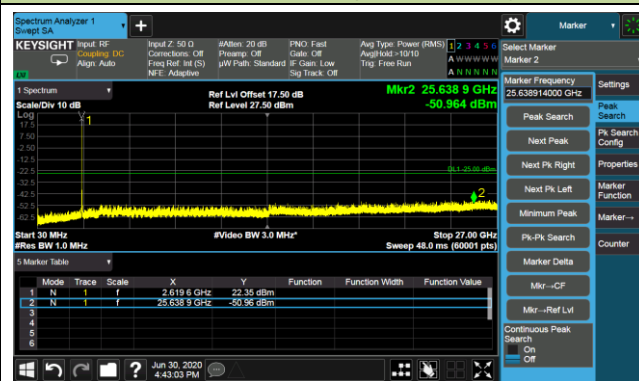 Spectrum Analyzer 1
Swept SA
+
Marker
KEYSIGHT
Input: RF
Coupling: DC
Align: Auto
Input Z: 50 Ω
Corrections: Off
Freq Ref: Int (S)
NFE: Adaptive
#Atten: 20 dB
Preamp: Off
µW Path: Standard
PNO: Fast
Gate: Off
IF Gain: Low
Sig Track: Off
Avg Type: Power (RMS)
Avg|Hold:>10/10
Trig: Free Run
1 2 3 4 5 6
A W W W W W
A N N N N N
Select Marker
Marker 2
LW
1 Spectrum
Scale/Div 10 dB
Ref Lvl Offset 17.50 dB
Ref Level 27.50 dBm
Mkr2 25.638 9 GHz
-50.964 dBm
Log
17.5
7.50
-2.50
-12.5
-22.5
-32.5
-42.5
-52.5
-62.5
1
DL1 -25.00 dBm
2
Start 30 MHz
#Res BW 1.0 MHz
#Video BW 3.0 MHz*
Stop 27.00 GHz
Sweep 48.0 ms (60001 pts)
5 Marker Table
Mode Trace Scale X Y Function Function Width Function Value
1 N 1 f 2.619 6 GHz 22.35 dBm
2 N 1 f 25.638 9 GHz -50.96 dBm
3
4
5
6
Marker Frequency
25.638914000 GHz
Peak Search
Next Peak
Next Pk Right
Next Pk Left
Minimum Peak
Pk-Pk Search
Marker Delta
Mkr→CF
Mkr→Ref Lvl
Continuous Peak
Search
On
Off
Settings
Peak
Search
Pk Search
Config
Properties
Marker
Function
Marker→
Counter
?
Jun 30, 2020
4:43:03 PM